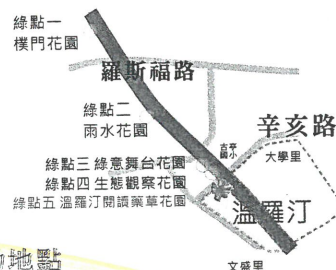 綠點一
樸門花園
羅斯福路
綠點二
雨水花園
辛亥路
大學里
綠點三 綠意舞台花園
綠點四 生態觀察花園
綠點五 溫羅汀閱讀藥草花園
溫羅汀
地點
文盛里